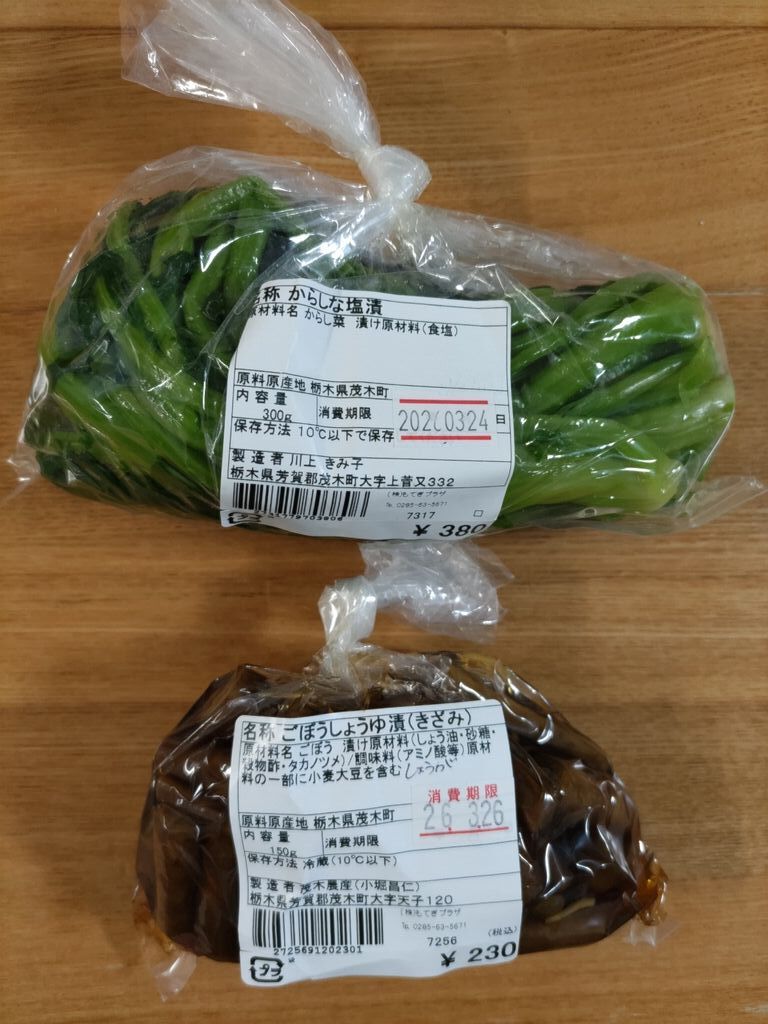 名称 からしな塩漬
原材料名 からし菜 漬け原材料(食塩)
原料原産地 栃木県茂木町
内容量 300g
消費期限 202 0324 日
保存方法 10℃以下で保存
製造者 川上 きみ子
栃木県芳賀郡茂木町大字上菅又332
(株)もてぎプラザ
℡ 0285-63-5671
7317
¥380
名称 ごぼうしょうゆ漬(きざみ)
原材料名 ごぼう 漬け原材料(しょう油・砂糖・
穀物酢・タカノツメ)/調味料(アミノ酸等)原材
料の一部に小麦大豆を含む しょうが
消費期限
26. 3.26
原料原産地 栃木県茂木町
内容量 150g
消費期限
保存方法 冷蔵(10℃以下)
製造者 茂木農産(小堀昌仁)
栃木県芳賀郡茂木町大字天子120
(株)もてぎプラザ
℡ 0285-63-5671
2725691202301
7256
(税込)
¥230
プラ